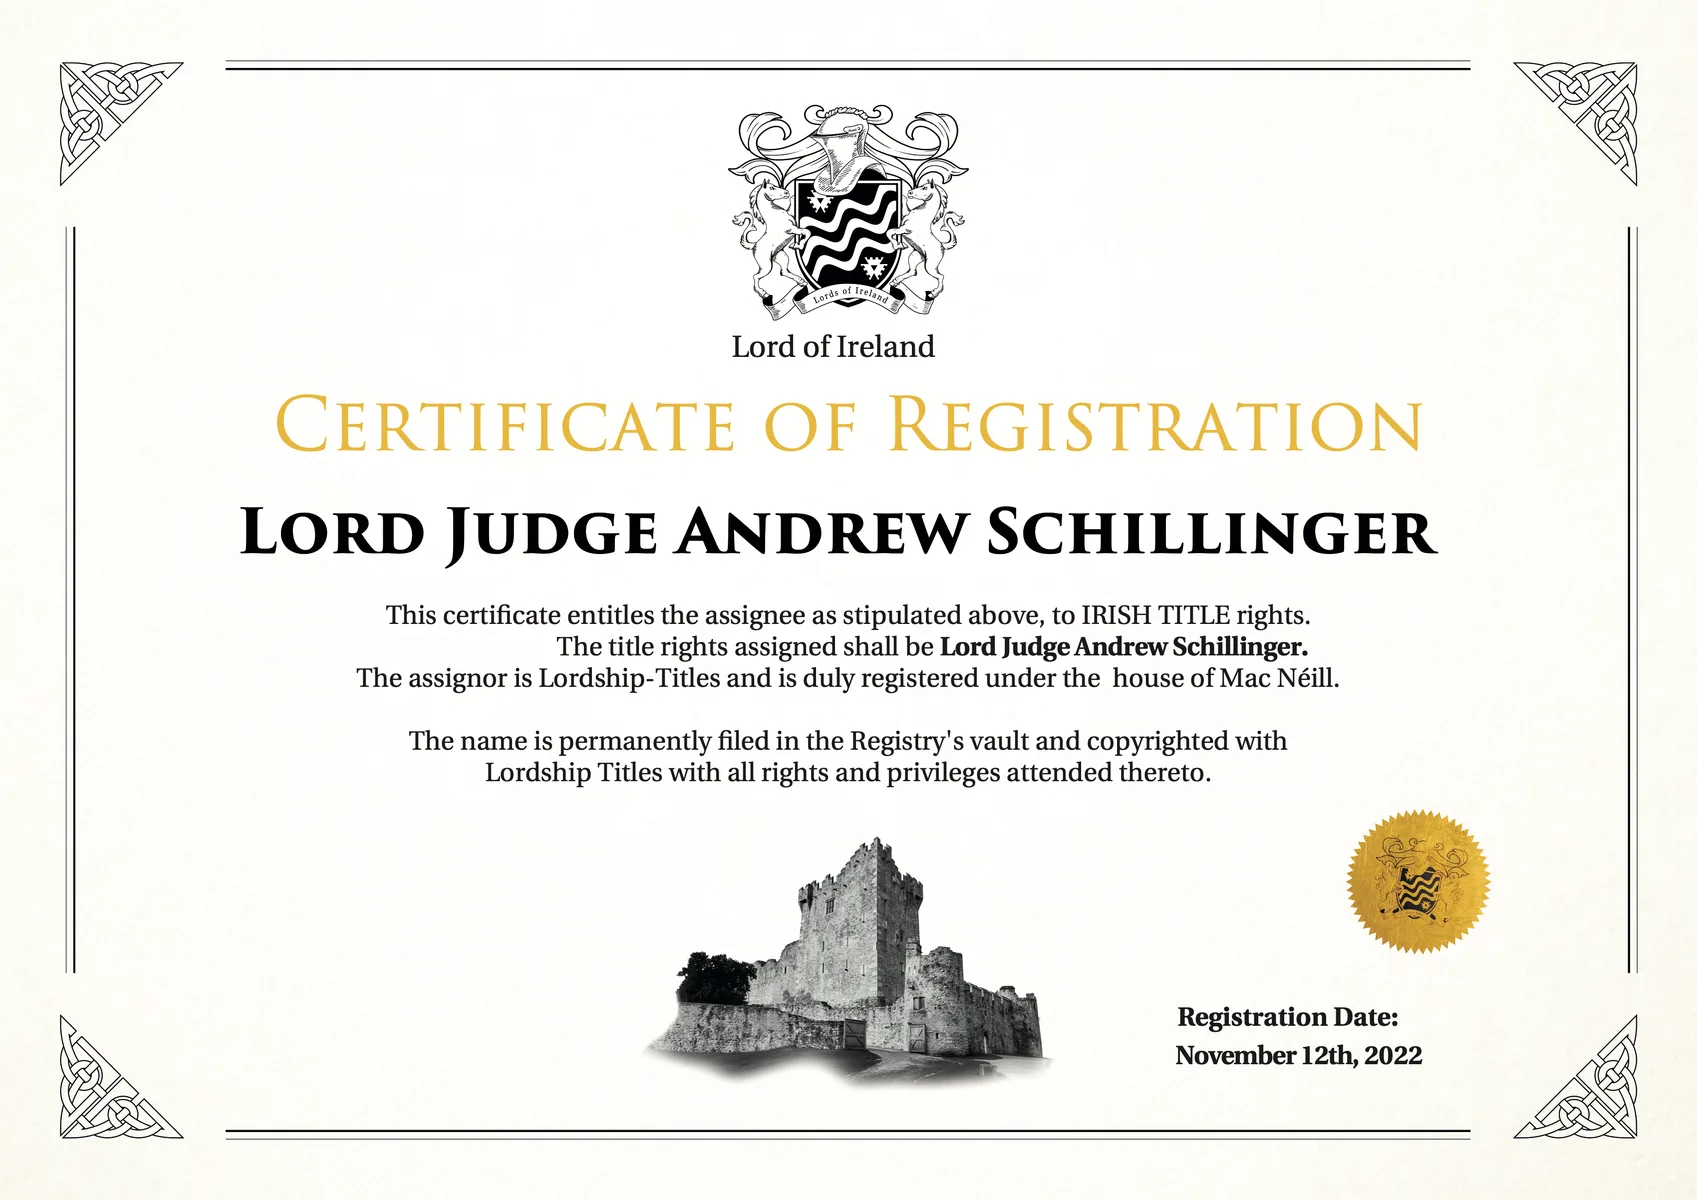 Lords of Ireland
Lord of Ireland
Certificate of Registration
Lord Judge Andrew Schillinger
This certificate entitles the assignee as stipulated above, to IRISH TITLE rights.
The title rights assigned shall be Lord Judge Andrew Schillinger.
The assignor is Lordship-Titles and is duly registered under the  house of Mac Néill.
The name is permanently filed in the Registry's vault and copyrighted with
Lordship Titles with all rights and privileges attended thereto.
Registration Date:
November 12th, 2022